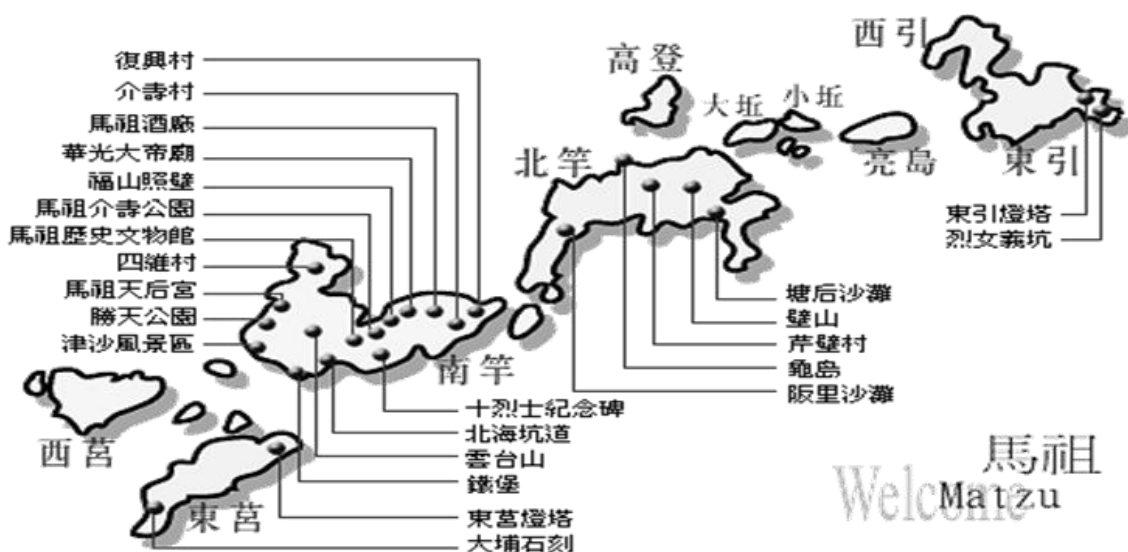 西引
高登
大坵
小坵
北竿
亮島
東引
復興村
介壽村
馬祖酒廠
華光大帝廟
福山照壁
馬祖介壽公園
馬祖歷史文物館
四維村
馬祖天后宮
勝天公園
津沙風景區
東引燈塔
烈女義坑
塘后沙灘
壁山
芹壁村
龜島
阪里沙灘
南竿
西莒
東莒
十烈士紀念碑
北海坑道
雲台山
鐵堡
東莒燈塔
大埔石刻
馬祖
Welcome
Matzu